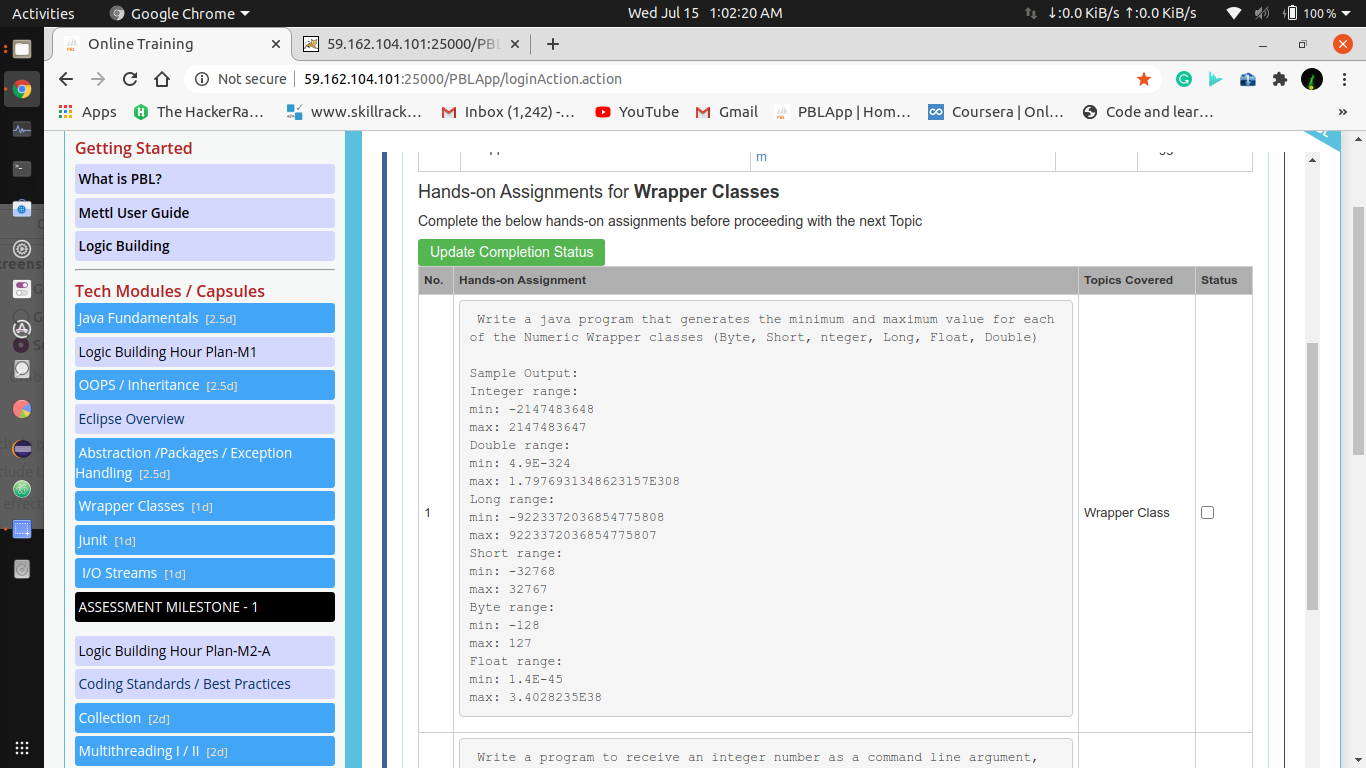 Activities
Google Chrome
Wed Jul 15 1:02:20 AM
↓:0.0 KiB/s ↑:0.0 KiB/s
100 %
Online Training
59.162.104.101:25000/PBL
Not secure
59.162.104.101:25000/PBLApp/loginAction.action
Apps
The HackerRa...
www.skillrack...
Inbox (1,242) -...
YouTube
Gmail
PBLApp | Hom...
Coursera | Onl...
Code and lear...
»
Getting Started
What is PBL?
Mettl User Guide
Logic Building
Tech Modules / Capsules
Java Fundamentals [2.5d]
Logic Building Hour Plan-M1
OOPS / Inheritance [2.5d]
Eclipse Overview
Abstraction /Packages / Exception
Handling [2.5d]
Wrapper Classes [1d]
Junit [1d]
I/O Streams [1d]
ASSESSMENT MILESTONE - 1
Logic Building Hour Plan-M2-A
Coding Standards / Best Practices
Collection [2d]
Multithreading I / II [2d]
m
Hands-on Assignments for Wrapper Classes
Complete the below hands-on assignments before proceeding with the next Topic
Update Completion Status
No. Hands-on Assignment Topics Covered Status
Write a java program that generates the minimum and maximum value for each
of the Numeric Wrapper classes (Byte, Short, nteger, Long, Float, Double)
Sample Output:
Integer range:
min: -2147483648
max: 2147483647
Double range:
min: 4.9E-324
max: 1.7976931348623157E308
Long range:
min: -9223372036854775808
1 Wrapper Class
max: 9223372036854775807
Short range:
min: -32768
max: 32767
Byte range:
min: -128
max: 127
Float range:
min: 1.4E-45
max: 3.4028235E38
Write a program to receive an integer number as a command line argument,